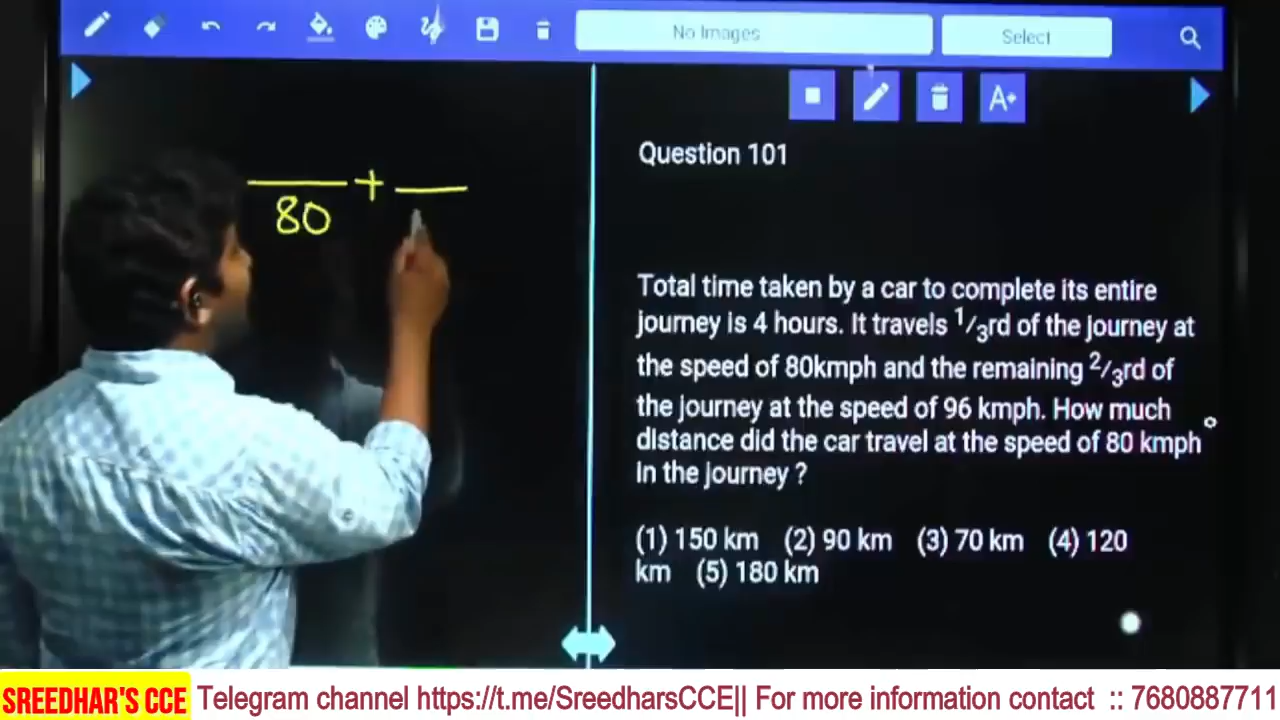 No Images
Select
A+
Question 101
80 +
Total time taken by a car to complete its entire
journey is 4 hours. It travels 1/3rd of the journey at
the speed of 80kmph and the remaining 2/3rd of
the journey at the speed of 96 kmph. How much
distance did the car travel at the speed of 80 kmph
in the journey ?
(1) 150 km (2) 90 km (3) 70 km (4) 120
km (5) 180 km
SREEDHAR'S CCE Telegram channel https://t.me/SreedharsCCE|| For more information contact :: 7680887711